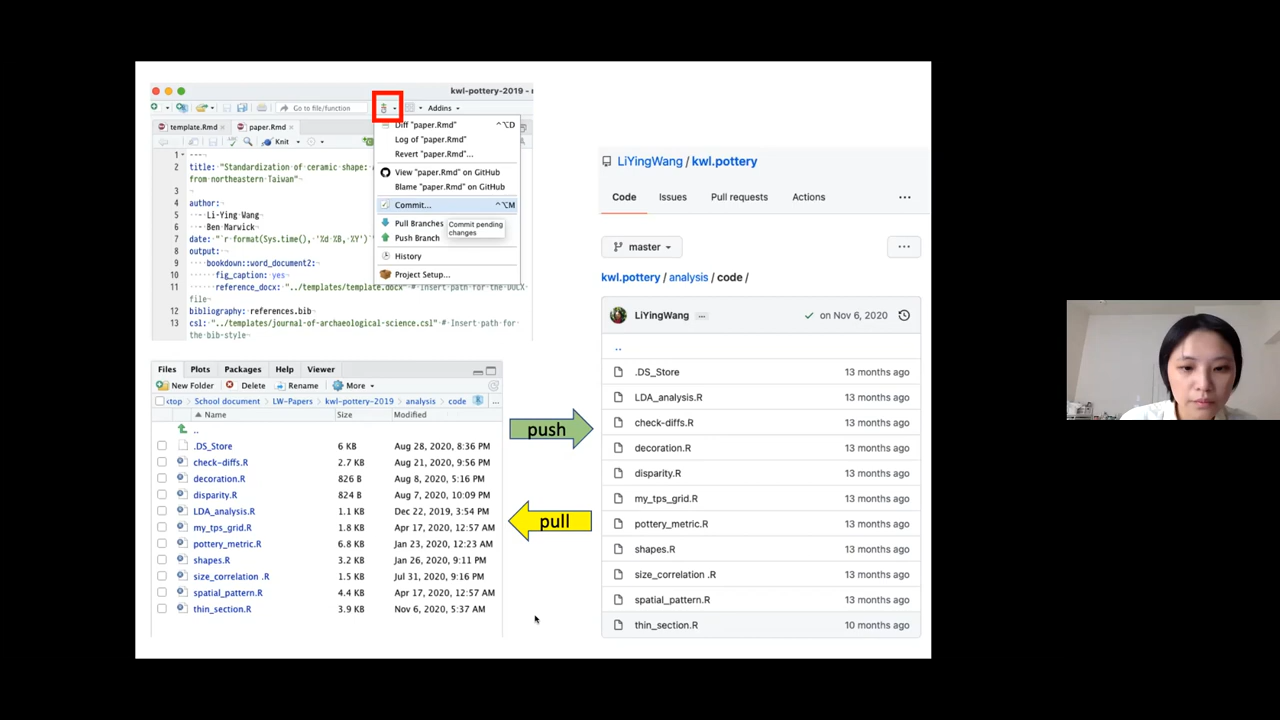 kwl-pottery-2019 -
Go to file/function
Addins
template.Rmd
paper.Rmd
Knit
1 ---
2 title: "Standardization of ceramic shape:
from northeastern Taiwan"
3
4 author:
5 - Li-Ying Wang
6 - Ben Marwick
7 date: "`r format(Sys.time(), '%d %B, %Y')`
8 output:
9 bookdown::word_document2:
10 fig_caption: yes
11 reference_docx: "../templates/template.docx" # Insert path for the DOCX
file
12 bibliography: references.bib
13 csl: "../templates/journal-of-archaeological-science.csl" # Insert path for
the bib-style
Diff "paper.Rmd" ^⌥D
Log of "paper.Rmd"...
Revert "paper.Rmd"...
View "paper.Rmd" on GitHub
Blame "paper.Rmd" on GitHub
Commit... ^⌥M
Pull Branches
Push Branch
Commit pending
changes
History
Project Setup...
Files Plots Packages Help Viewer
New Folder Delete Rename More
ktop School document LW-Papers kwl-pottery-2019 analysis code ...
Name Size Modified
..
.DS_Store 6 KB Aug 28, 2020, 8:36 PM
check-diffs.R 2.7 KB Aug 21, 2020, 9:56 PM
decoration.R 826 B Aug 8, 2020, 5:16 PM
disparity.R 824 B Aug 7, 2020, 10:09 PM
LDA_analysis.R 1.1 KB Dec 22, 2019, 3:54 PM
my_tps_grid.R 1.8 KB Apr 17, 2020, 12:57 AM
pottery_metric.R 6.8 KB Jan 23, 2020, 12:23 AM
shapes.R 3.2 KB Jan 26, 2020, 9:11 PM
size_correlation .R 1.5 KB Jul 31, 2020, 9:16 PM
spatial_pattern.R 4.4 KB Apr 17, 2020, 12:57 AM
thin_section.R 3.9 KB Nov 6, 2020, 5:37 AM
push
pull
LiYingWang / kwl.pottery
Code Issues Pull requests Actions ...
master ...
kwl.pottery / analysis / code /
LiYingWang ... on Nov 6, 2020
..
.DS_Store 13 months ago
LDA_analysis.R 13 months ago
check-diffs.R 13 months ago
decoration.R 13 months ago
disparity.R 13 months ago
my_tps_grid.R 13 months ago
pottery_metric.R 13 months ago
shapes.R 13 months ago
size_correlation .R 13 months ago
spatial_pattern.R 13 months ago
thin_section.R 10 months ago